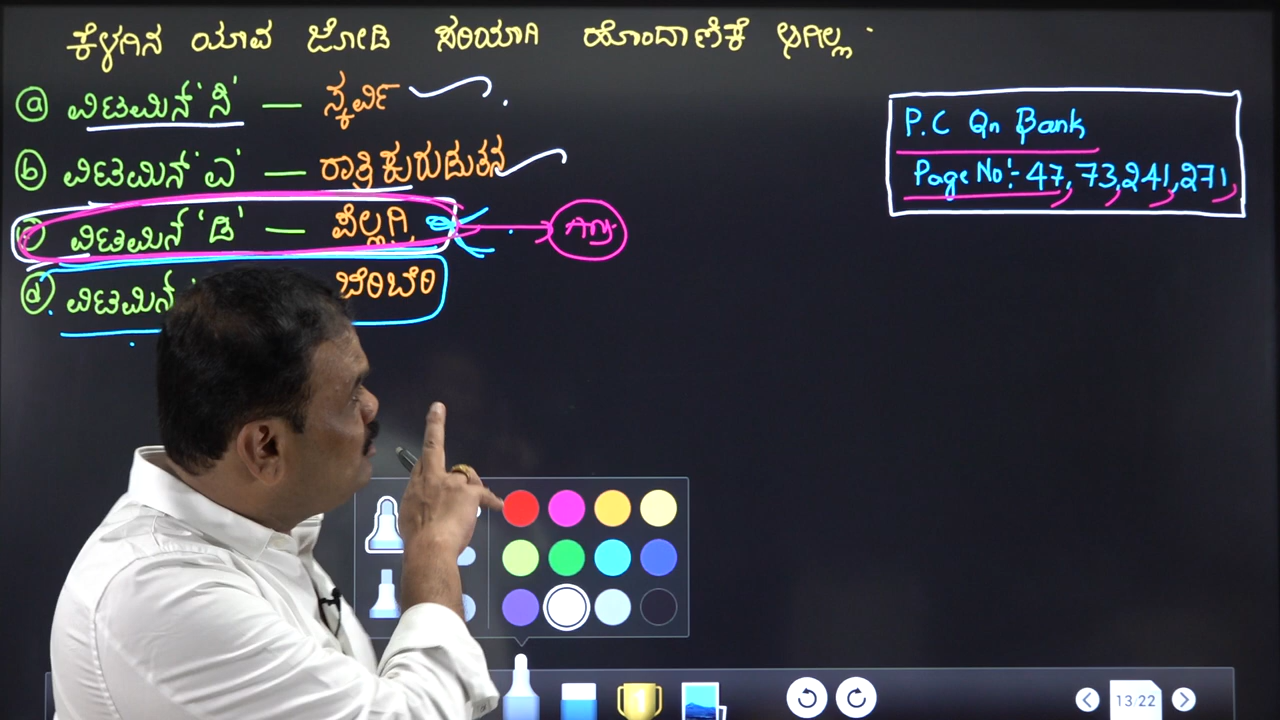 ಕೆಳಗಿನ ಯಾವ ಜೋಡಿ ಸರಿಯಾಗಿ ಹೊಂದಾಣಿಕೆ ಆಗಿಲ್ಲ.
ⓐ ವಿಟಮಿನ್ 'ಸಿ' — ಸ್ಕರ್ವಿ
ⓑ ವಿಟಮಿನ್ 'ಎ' — ರಾತ್ರಿ ಕುರುಡುತನ
ವಿಟಮಿನ್ 'ಡಿ' — ಪೆಲ್ಲಗ್ರಿ
Ans
ⓓ ವಿಟಮಿನ್ ಬೆರಿಬೆರಿ
P.C Qn Bank
Page No:- 47, 73, 241, 271,
13/22